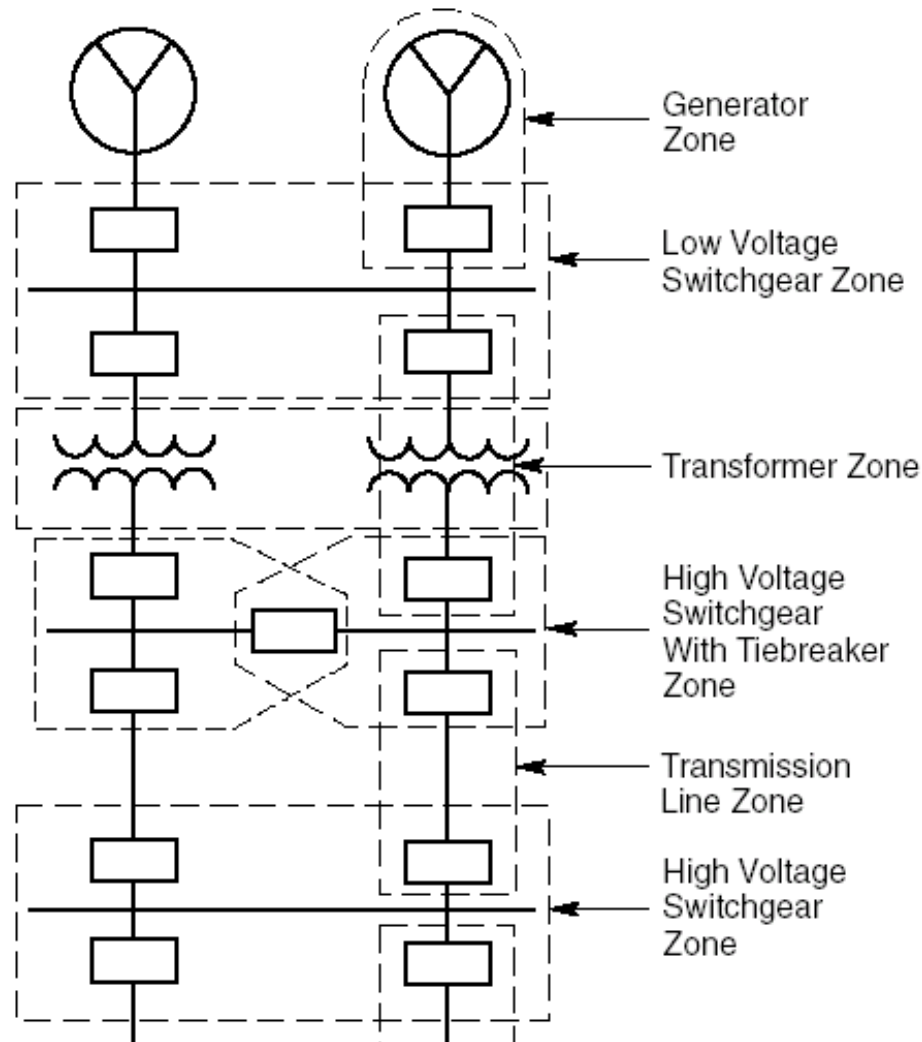 Generator
Zone
Low Voltage
Switchgear Zone
Transformer Zone
High Voltage
Switchgear
With Tiebreaker
Zone
Transmission
Line Zone
High Voltage
Switchgear
Zone